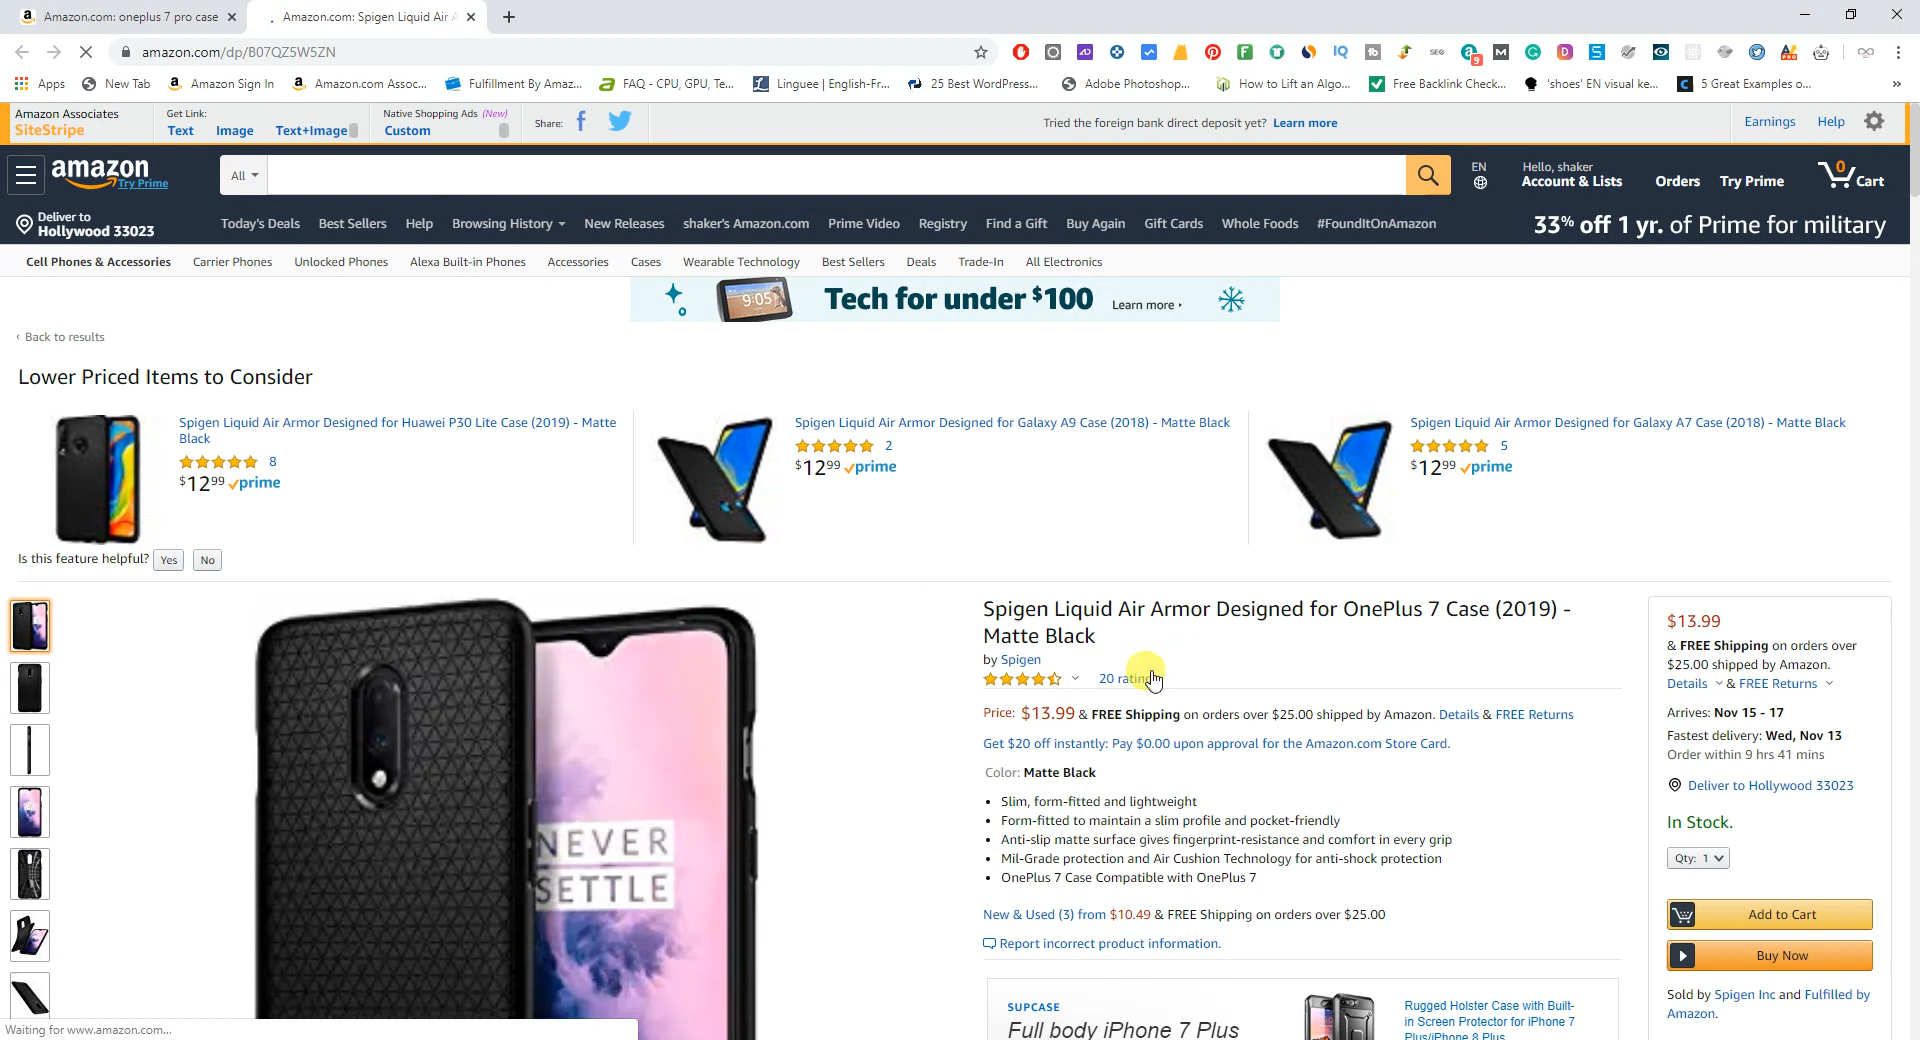 Amazon.com: oneplus 7 pro case
Amazon.com: Spigen Liquid Air A
amazon.com/dp/B07QZ5W5ZN
Apps
New Tab
Amazon Sign In
Amazon.com Assoc...
Fulfillment By Amaz...
FAQ - CPU, GPU, Te...
Linguee | English-Fr...
25 Best WordPress...
Adobe Photoshop...
How to Lift an Algo...
Free Backlink Check...
'shoes' EN visual ke...
5 Great Examples o...
Amazon Associates
SiteStripe
Get Link:
Text Image Text+Image
Native Shopping Ads (New)
Custom
Share:
Tried the foreign bank direct deposit yet? Learn more
Earnings Help
amazon
Try Prime
All
EN
Hello, shaker
Account & Lists
Orders
Try Prime
0
Cart
Deliver to
Hollywood 33023
Today's Deals Best Sellers Help Browsing History New Releases shaker's Amazon.com Prime Video Registry Find a Gift Buy Again Gift Cards Whole Foods #FoundItOnAmazon
33% off 1 yr. of Prime for military
Cell Phones & Accessories Carrier Phones Unlocked Phones Alexa Built-in Phones Accessories Cases Wearable Technology Best Sellers Deals Trade-In All Electronics
9:05
Tech for under $100 Learn more
‹ Back to results
Lower Priced Items to Consider
Spigen Liquid Air Armor Designed for Huawei P30 Lite Case (2019) - Matte
Black
8
$12.99 prime
Spigen Liquid Air Armor Designed for Galaxy A9 Case (2018) - Matte Black
2
$12.99 prime
Spigen Liquid Air Armor Designed for Galaxy A7 Case (2018) - Matte Black
5
$12.99 prime
Is this feature helpful? Yes No
NEVER
SETTLE
Spigen Liquid Air Armor Designed for OnePlus 7 Case (2019) -
Matte Black
by Spigen
20
Price: $13.99 & FREE Shipping on orders over $25.00 shipped by Amazon. Details & FREE Returns
Get $20 off instantly: Pay $0.00 upon approval for the Amazon.com Store Card.
Color: Matte Black
• Slim, form-fitted and lightweight
• Form-fitted to maintain a slim profile and pocket-friendly
• Anti-slip matte surface gives fingerprint-resistance and comfort in every grip
• Mil-Grade protection and Air Cushion Technology for anti-shock protection
• OnePlus 7 Case Compatible with OnePlus 7
New & Used (3) from $10.49 & FREE Shipping on orders over $25.00
Report incorrect product information.
SUPCASE
Full body iPhone 7 Plus
Rugged Holster Case with Built-
in Screen Protector for iPhone 7
Plus/iPhone 8 Plus
$13.99
& FREE Shipping on orders over
$25.00 shipped by Amazon.
Details & FREE Returns
Arrives: Nov 15 - 17
Fastest delivery: Wed, Nov 13
Order within 9 hrs 41 mins
Deliver to Hollywood 33023
In Stock.
Qty: 1
Add to Cart
Buy Now
Sold by Spigen Inc and Fulfilled by
Amazon.
Waiting for www.amazon.com...